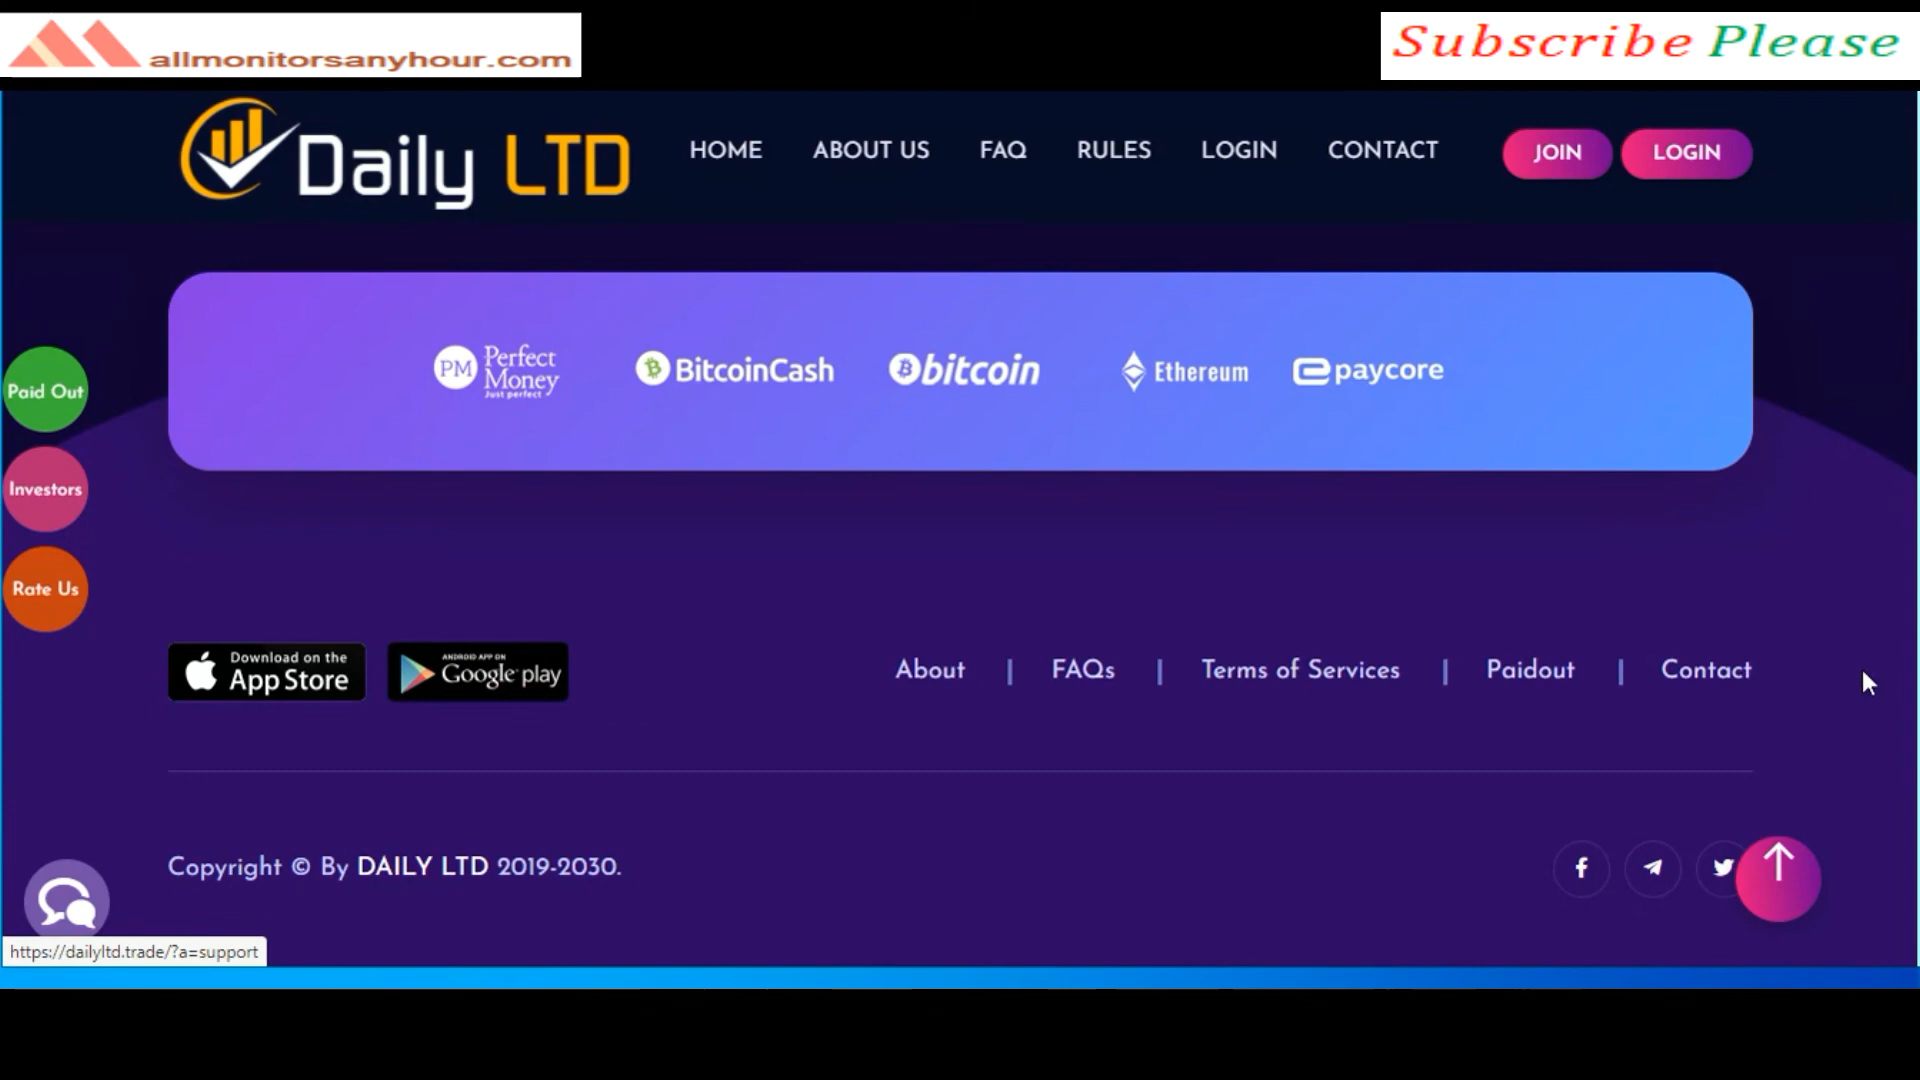 allmonitorsanyhour.com
Subscribe Please
Daily LTD
HOME ABOUT US FAQ RULES LOGIN CONTACT JOIN LOGIN
PM Perfect Money Just perfect
BitcoinCash
bitcoin
Ethereum
paycore
Paid Out
Investors
Rate Us
Download on the
App Store
ANDROID APP ON
Google play
About | FAQs | Terms of Services | Paidout | Contact
Copyright © By DAILY LTD 2019-2030.
https://dailyltd.trade/?a=support